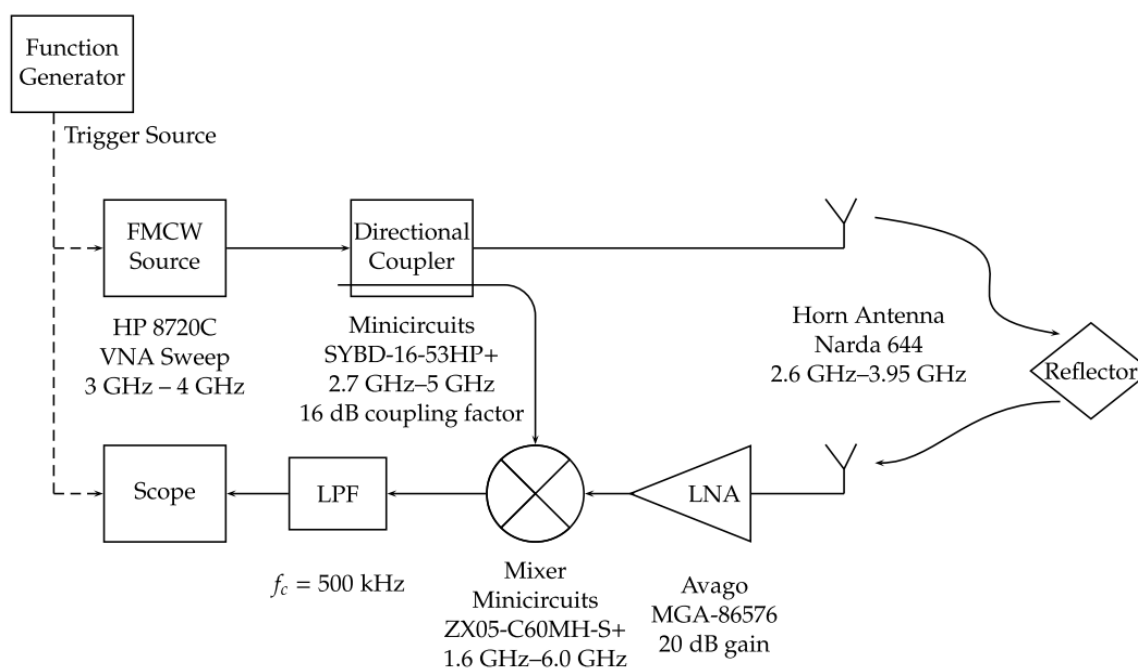 Function
Generator
Trigger Source
FMCW
Source
Directional
Coupler
HP 8720C
VNA Sweep
3 GHz – 4 GHz
Minicircuits
SYBD-16-53HP+
2.7 GHz–5 GHz
16 dB coupling factor
Horn Antenna
Narda 644
2.6 GHz–3.95 GHz
Reflector
Scope
LPF
LNA
f_c = 500 kHz
Mixer
Minicircuits
ZX05-C60MH-S+
1.6 GHz–6.0 GHz
Avago
MGA-86576
20 dB gain